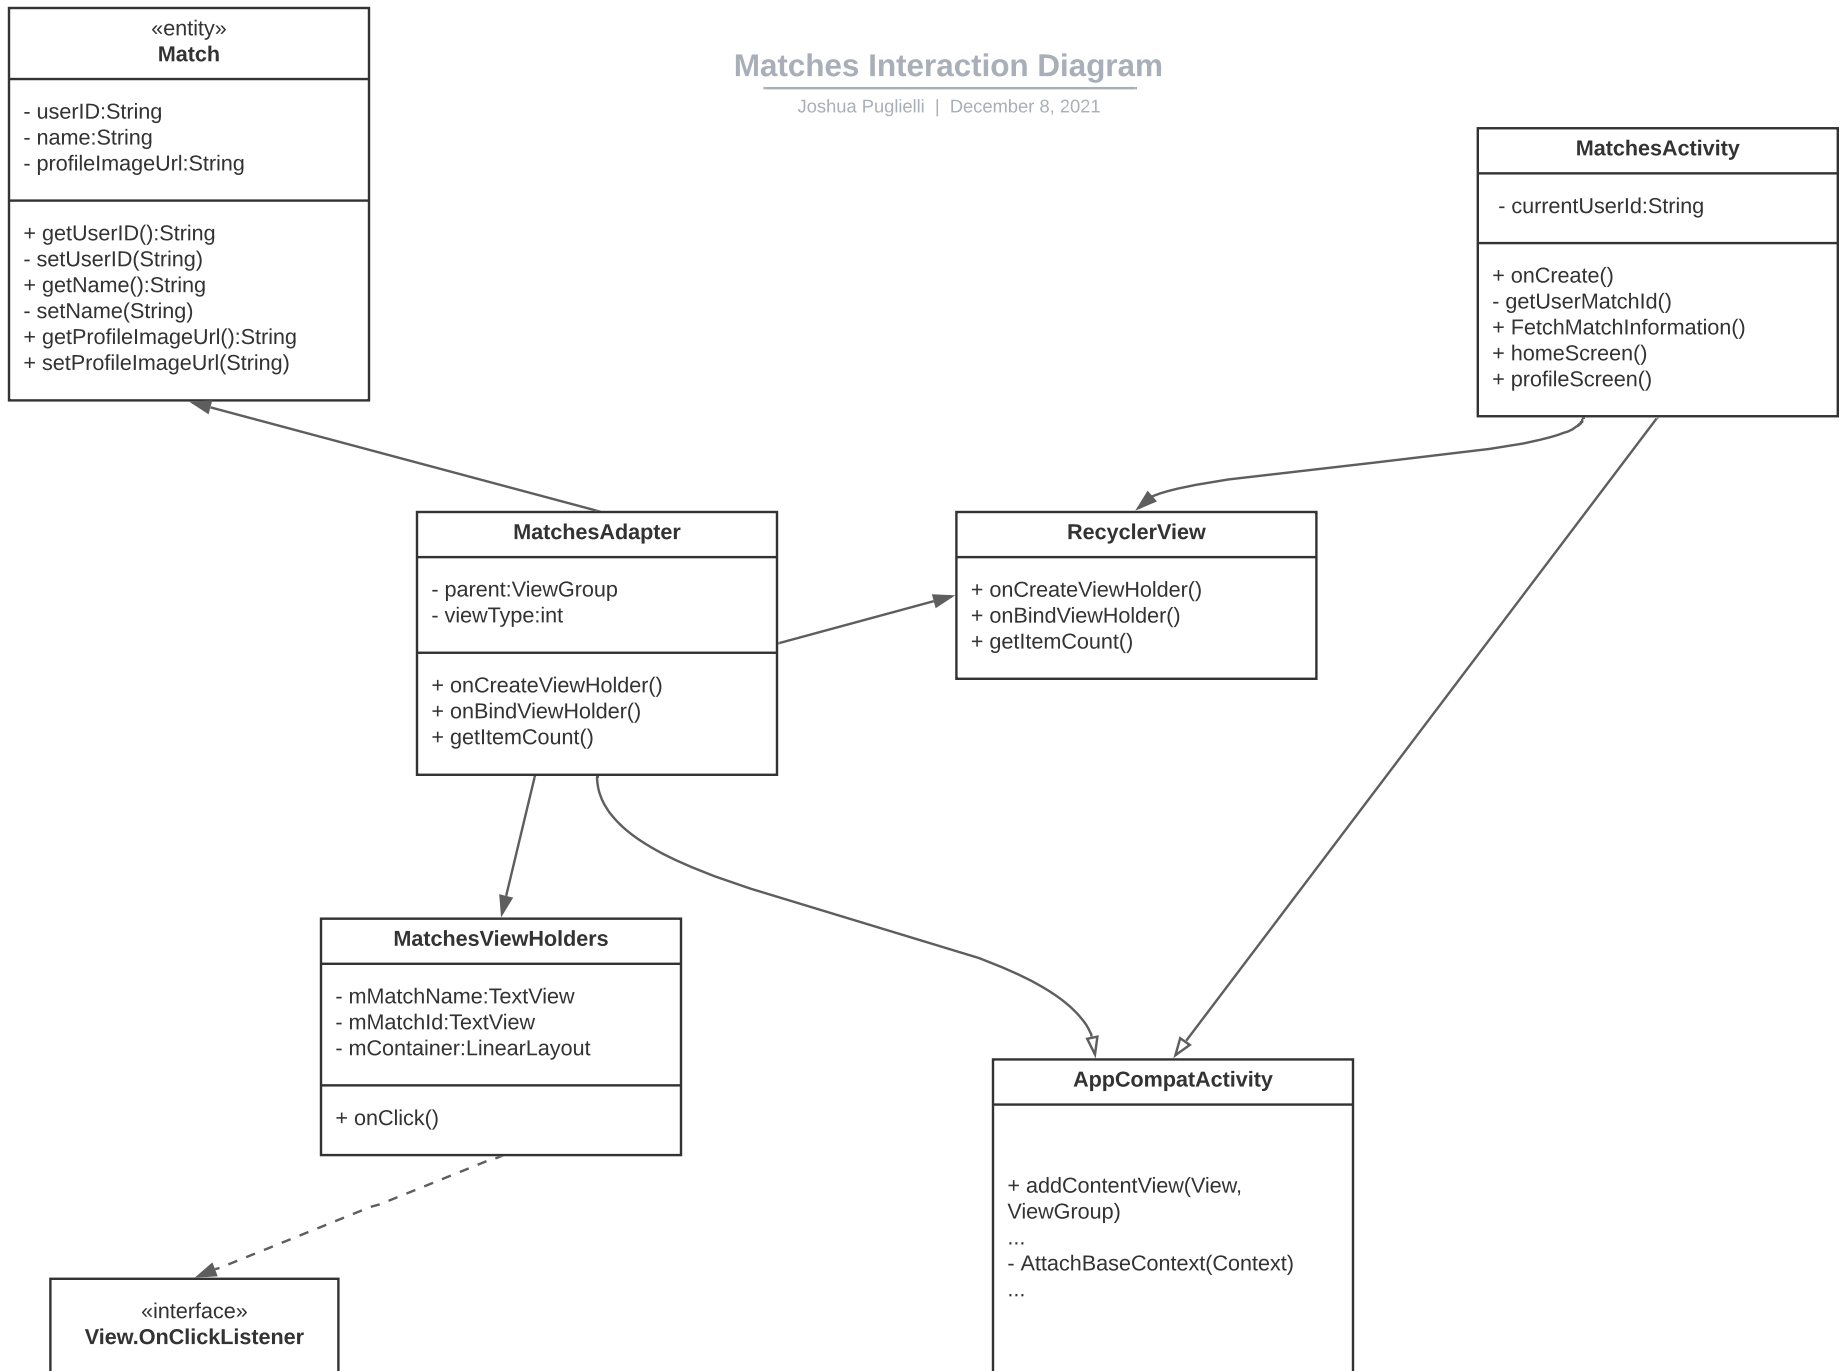 «entity»
Match
- userID:String
- name:String
- profileImageUrl:String
+ getUserID():String
- setUserID(String)
+ getName():String
- setName(String)
+ getProfileImageUrl():String
+ setProfileImageUrl(String)
Matches Interaction Diagram
Joshua Puglielli | December 8, 2021
MatchesActivity
- currentUserId:String
+ onCreate()
- getUserMatchId()
+ FetchMatchInformation()
+ homeScreen()
+ profileScreen()
MatchesAdapter
- parent:ViewGroup
- viewType:int
+ onCreateViewHolder()
+ onBindViewHolder()
+ getItemCount()
RecyclerView
+ onCreateViewHolder()
+ onBindViewHolder()
+ getItemCount()
MatchesViewHolders
- mMatchName:TextView
- mMatchId:TextView
- mContainer:LinearLayout
+ onClick()
AppCompatActivity
+ addContentView(View,
ViewGroup)
...
- AttachBaseContext(Context)
...
«interface»
View.OnClickListener